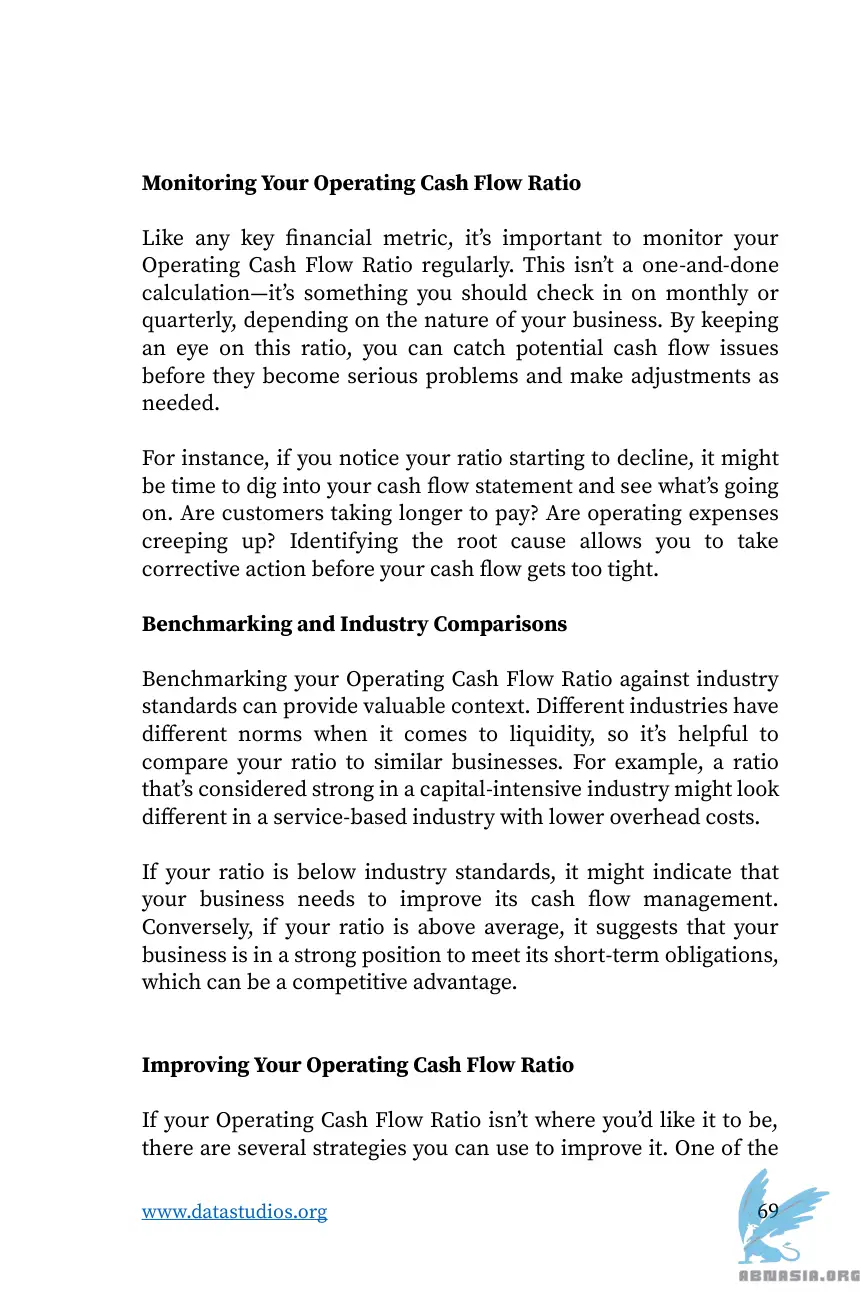 Monitoring Your Operating Cash Flow Ratio
Like any key financial metric, it’s important to monitor your
Operating Cash Flow Ratio regularly. This isn’t a one-and-done
calculation—it’s something you should check in on monthly or
quarterly, depending on the nature of your business. By keeping
an eye on this ratio, you can catch potential cash flow issues
before they become serious problems and make adjustments as
needed.
For instance, if you notice your ratio starting to decline, it might
be time to dig into your cash flow statement and see what’s going
on. Are customers taking longer to pay? Are operating expenses
creeping up? Identifying the root cause allows you to take
corrective action before your cash flow gets too tight.
Benchmarking and Industry Comparisons
Benchmarking your Operating Cash Flow Ratio against industry
standards can provide valuable context. Different industries have
different norms when it comes to liquidity, so it’s helpful to
compare your ratio to similar businesses. For example, a ratio
that’s considered strong in a capital-intensive industry might look
different in a service-based industry with lower overhead costs.
If your ratio is below industry standards, it might indicate that
your business needs to improve its cash flow management.
Conversely, if your ratio is above average, it suggests that your
business is in a strong position to meet its short-term obligations,
which can be a competitive advantage.
Improving Your Operating Cash Flow Ratio
If your Operating Cash Flow Ratio isn’t where you’d like it to be,
there are several strategies you can use to improve it. One of the
www.datastudios.org 69
ABNASIA.ORG